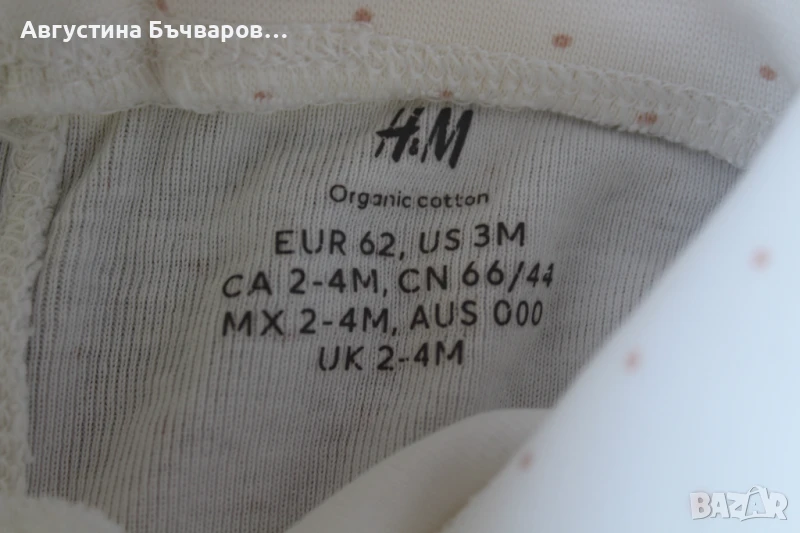 Августина Бъчваров...
H&M
Organic cotton
EUR 62, US 3M
CA 2-4M, CN 66/44
MX 2-4M, AUS 000
UK 2-4M
BAZAR